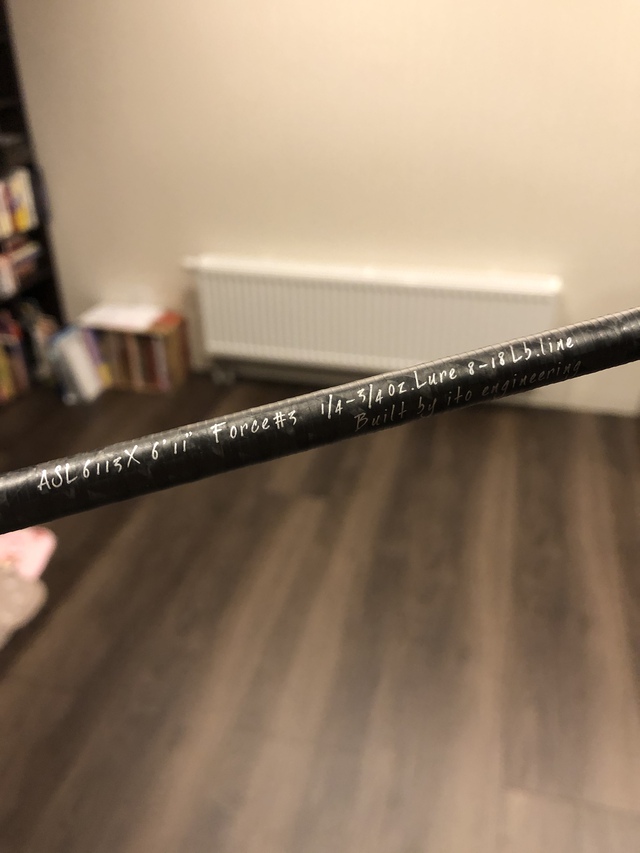 ASL6113X 6'11" Force#3 1/4-3/4oz.Lure 8-18Lb.line
Built by ito engineering